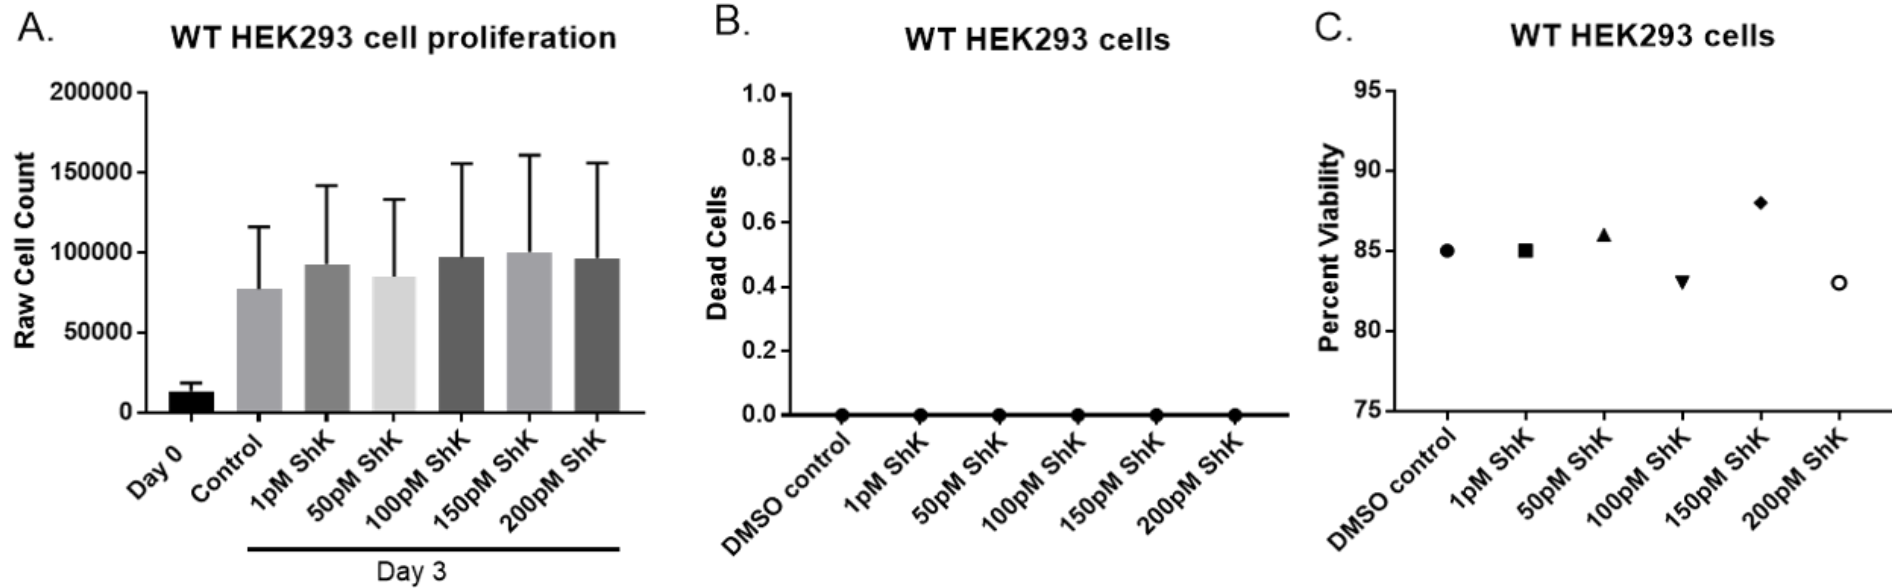 A.
WT HEK293 cell proliferation
Raw Cell Count
200000
150000
100000
50000
0
Day 0
Control
1pM ShK
50pM ShK
100pM ShK
150pM ShK
200pM ShK
Day 3
B.
WT HEK293 cells
Dead Cells
1.0
0.8
0.6
0.4
0.2
0.0
DMSO control
1pM ShK
50pM ShK
100pM ShK
150pM ShK
200pM ShK
C.
WT HEK293 cells
Percent Viability
95
90
85
80
75
DMSO control
1pM ShK
50pM ShK
100pM ShK
150pM ShK
200pM ShK